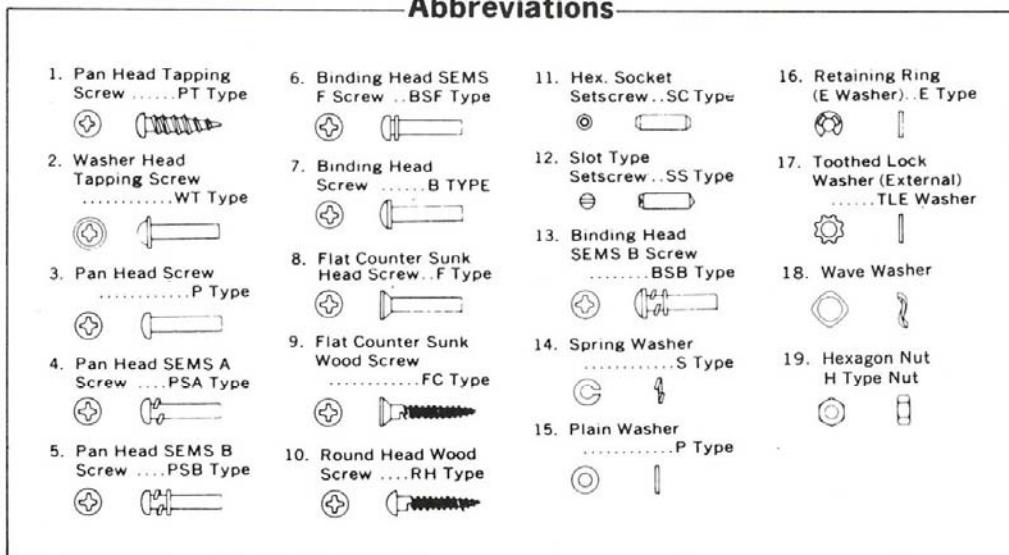 Abbreviations
1. Pan Head Tapping
Screw ......PT Type
2. Washer Head
Tapping Screw
............WT Type
3. Pan Head Screw
............P Type
4. Pan Head SEMS A
Screw ....PSA Type
5. Pan Head SEMS B
Screw ....PSB Type
6. Binding Head SEMS
F Screw ..BSF Type
7. Binding Head
Screw ......B TYPE
8. Flat Counter Sunk
Head Screw..F Type
9. Flat Counter Sunk
Wood Screw
............FC Type
10. Round Head Wood
Screw ....RH Type
11. Hex. Socket
Setscrew..SC Type
12. Slot Type
Setscrew..SS Type
13. Binding Head
SEMS B Screw
........BSB Type
14. Spring Washer
............S Type
15. Plain Washer
............P Type
16. Retaining Ring
(E Washer)..E Type
17. Toothed Lock
Washer (External)
......TLE Washer
18. Wave Washer
19. Hexagon Nut
H Type Nut